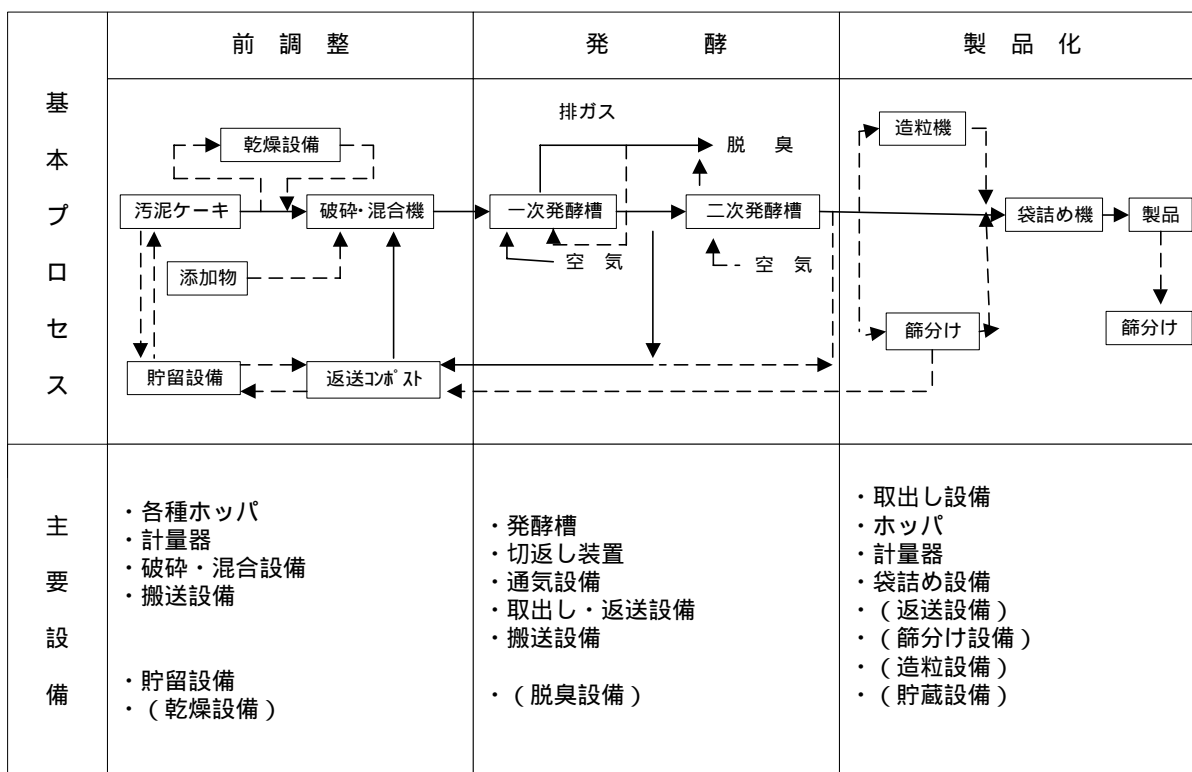 前 調 整
発 酵
製 品 化
基本プロセス
排ガス
造粒機
乾燥設備
脱 臭
汚泥ケーキ
破砕・混合機
一次発酵槽
二次発酵槽
袋詰め機
製品
添加物
空 気
空 気
篩分け
篩分け
貯留設備
返送ｺﾝﾎﾟｽﾄ
主要設備
・各種ホッパ
・計量器
・破砕・混合設備
・搬送設備
・貯留設備
・（乾燥設備）
・発酵槽
・切返し装置
・通気設備
・取出し・返送設備
・搬送設備
・（脱臭設備）
・取出し設備
・ホッパ
・計量器
・袋詰め設備
・（返送設備）
・（篩分け設備）
・（造粒設備）
・（貯蔵設備）